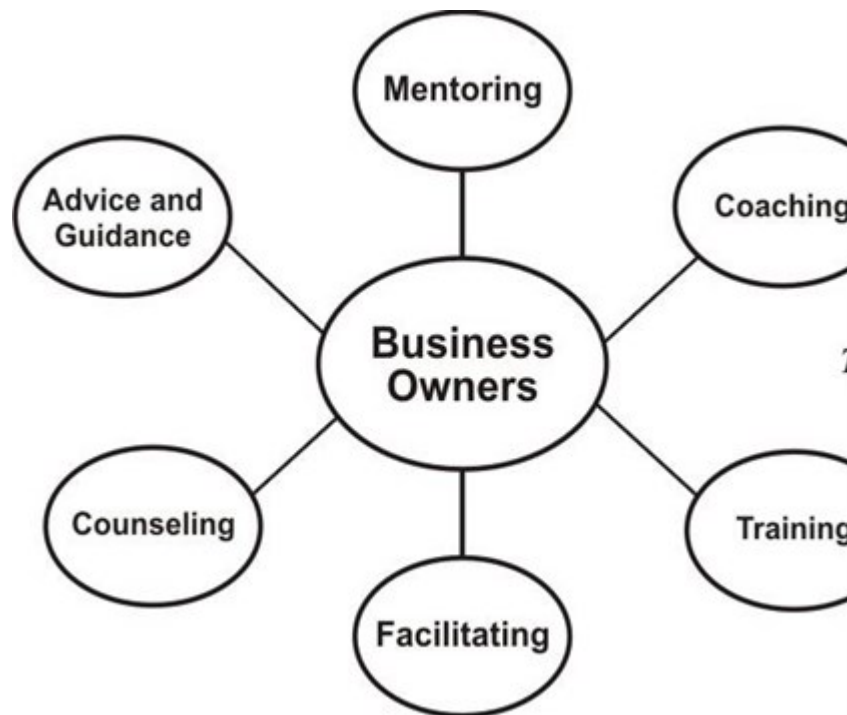 Mentoring
Advice and
Guidance
Coaching
Business
Owners
Counseling
Training
Facilitating